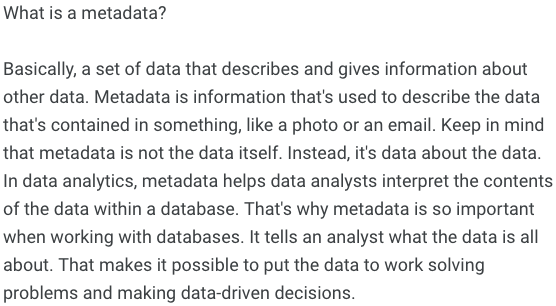 What is a metadata?
Basically, a set of data that describes and gives information about
other data. Metadata is information that's used to describe the data
that's contained in something, like a photo or an email. Keep in mind
that metadata is not the data itself. Instead, it's data about the data.
In data analytics, metadata helps data analysts interpret the contents
of the data within a database. That's why metadata is so important
when working with databases. It tells an analyst what the data is all
about. That makes it possible to put the data to work solving
problems and making data-driven decisions.